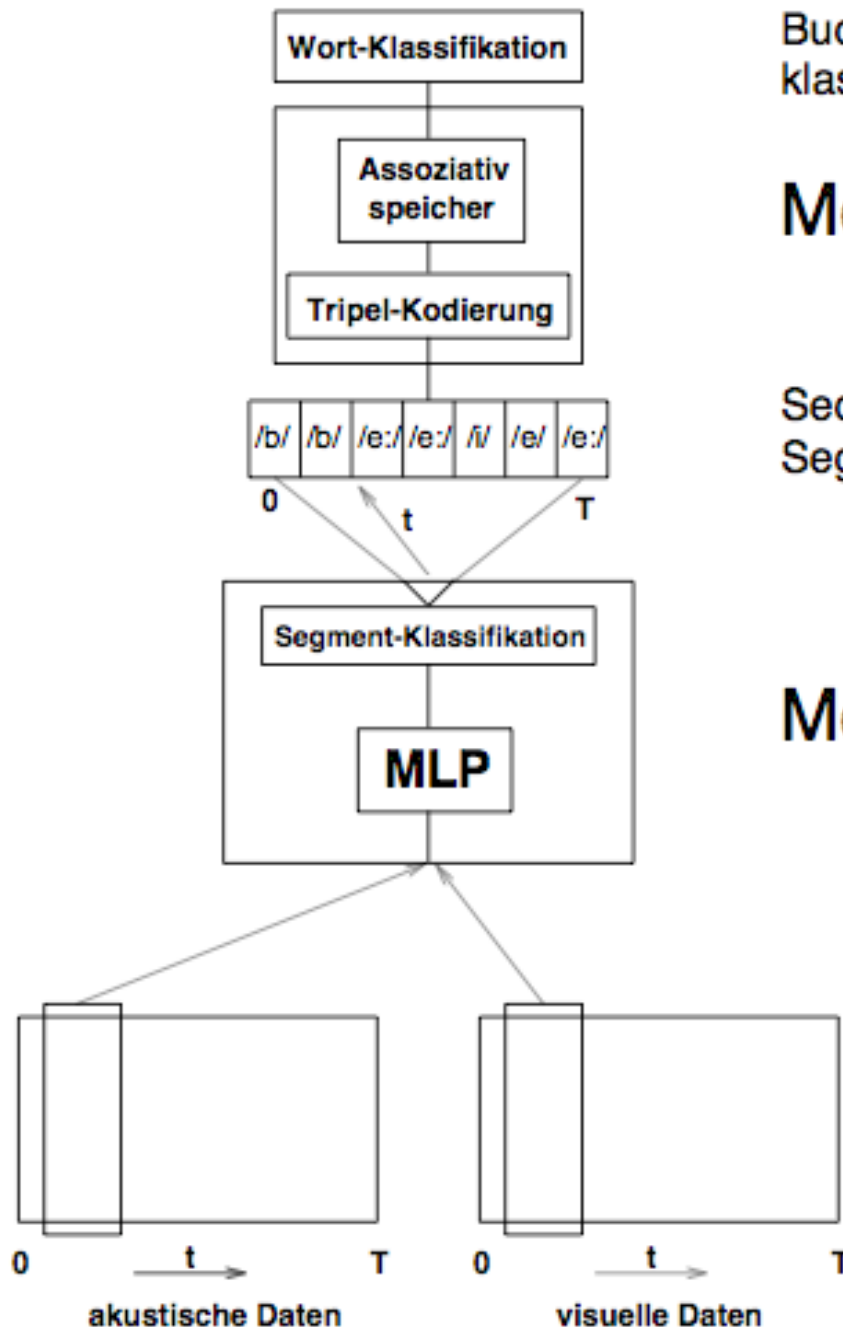 Wort-Klassifikation
Assoziativ
speicher
Tripel-Kodierung
/b/ /b/ /e:/ /e:/ /i/ /e/ /e:/
0 t T
Segment-Klassifikation
MLP
0 t T
akustische Daten
0 t T
visuelle Daten